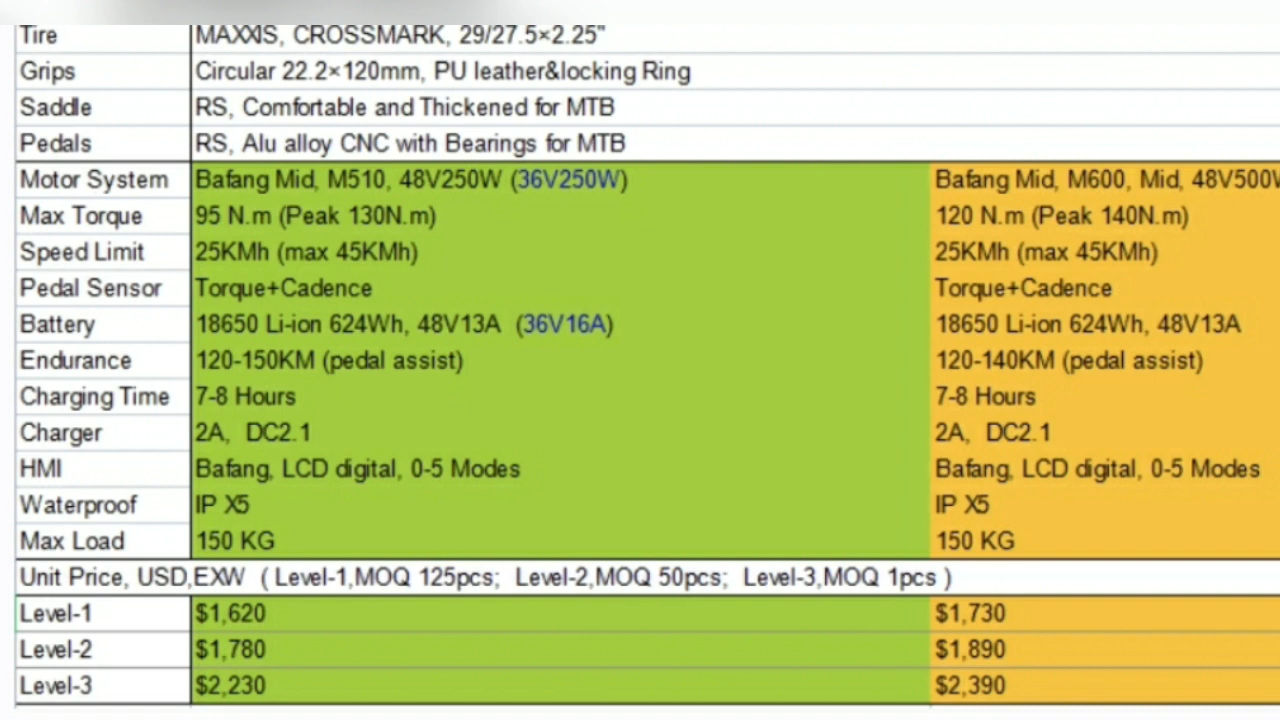 Tire MAXXIS, CROSSMARK, 29/27.5×2.25"
Grips Circular 22.2×120mm, PU leather&locking Ring
Saddle RS, Comfortable and Thickened for MTB
Pedals RS, Alu alloy CNC with Bearings for MTB
Motor System Bafang Mid, M510, 48V250W (36V250W) Bafang Mid, M600, Mid, 48V500W
Max Torque 95 N.m (Peak 130N.m) 120 N.m (Peak 140N.m)
Speed Limit 25KMh (max 45KMh) 25KMh (max 45KMh)
Pedal Sensor Torque+Cadence Torque+Cadence
Battery 18650 Li-ion 624Wh, 48V13A (36V16A) 18650 Li-ion 624Wh, 48V13A
Endurance 120-150KM (pedal assist) 120-140KM (pedal assist)
Charging Time 7-8 Hours 7-8 Hours
Charger 2A, DC2.1 2A, DC2.1
HMI Bafang, LCD digital, 0-5 Modes Bafang, LCD digital, 0-5 Modes
Waterproof IP X5 IP X5
Max Load 150 KG 150 KG
Unit Price, USD,EXW ( Level-1,MOQ 125pcs; Level-2,MOQ 50pcs; Level-3,MOQ 1pcs )
Level-1 $1,620 $1,730
Level-2 $1,780 $1,890
Level-3 $2,230 $2,390